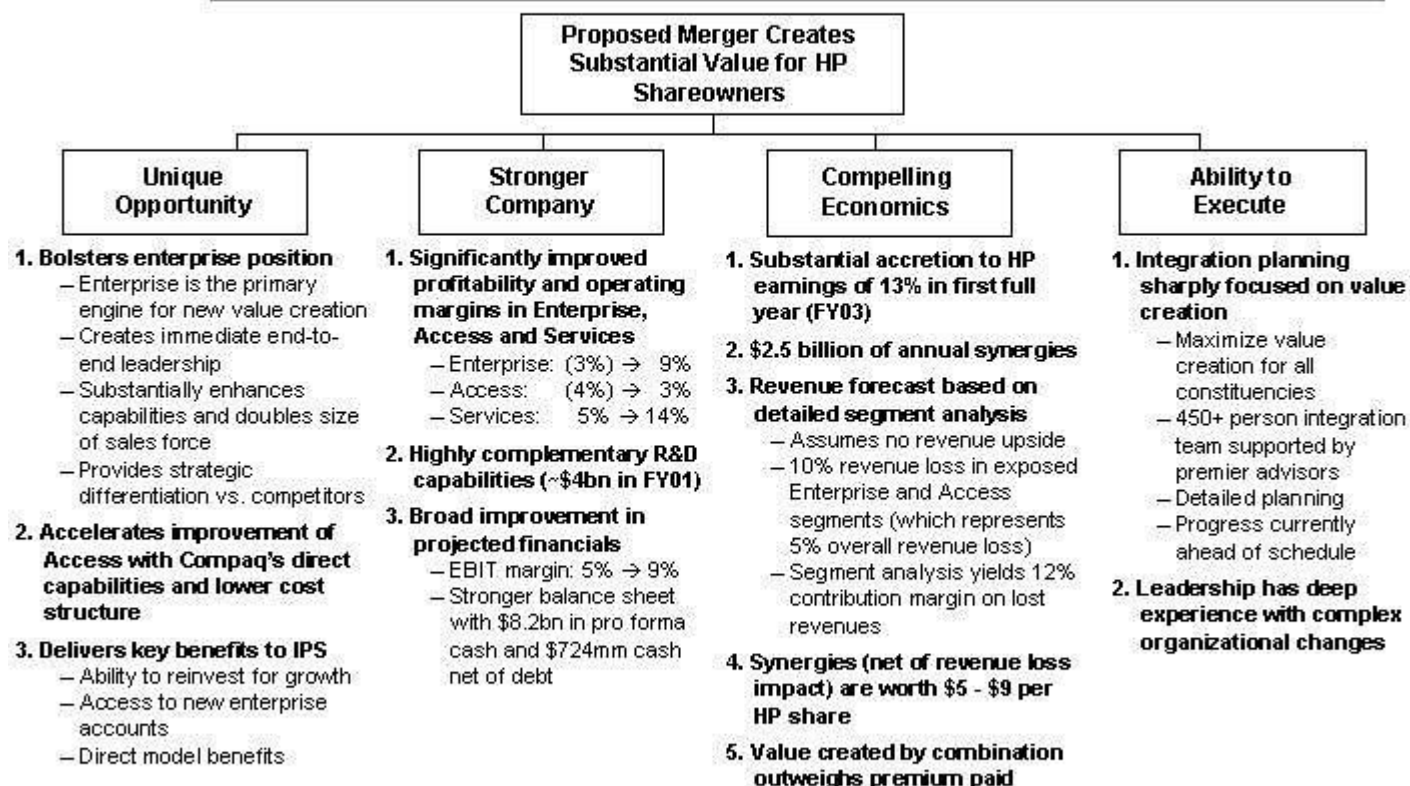 Proposed Merger Creates
Substantial Value for HP
Shareowners
Unique
Opportunity
1. Bolsters enterprise position
– Enterprise is the primary
engine for new value creation
– Creates immediate end-to-
end leadership
– Substantially enhances
capabilities and doubles size
of sales force
– Provides strategic
differentiation vs. competitors
2. Accelerates improvement of
Access with Compaq's direct
capabilities and lower cost
structure
3. Delivers key benefits to IPS
– Ability to reinvest for growth
– Access to new enterprise
accounts
– Direct model benefits
Stronger
Company
1. Significantly improved
profitability and operating
margins in Enterprise,
Access and Services
– Enterprise: (3%) → 9%
– Access: (4%) → 3%
– Services: 5% → 14%
2. Highly complementary R&D
capabilities (~$4bn in FY01)
3. Broad improvement in
projected financials
– EBIT margin: 5% → 9%
– Stronger balance sheet
with $8.2bn in pro forma
cash and $724mm cash
net of debt
Compelling
Economics
1. Substantial accretion to HP
earnings of 13% in first full
year (FY03)
2. $2.5 billion of annual synergies
3. Revenue forecast based on
detailed segment analysis
– Assumes no revenue upside
– 10% revenue loss in exposed
Enterprise and Access
segments (which represents
5% overall revenue loss)
– Segment analysis yields 12%
contribution margin on lost
revenues
4. Synergies (net of revenue loss
impact) are worth $5 - $9 per
HP share
5. Value created by combination
outweighs premium paid
Ability to
Execute
1. Integration planning
sharply focused on value
creation
– Maximize value
creation for all
constituencies
– 450+ person integration
team supported by
premier advisors
– Detailed planning
– Progress currently
ahead of schedule
2. Leadership has deep
experience with complex
organizational changes